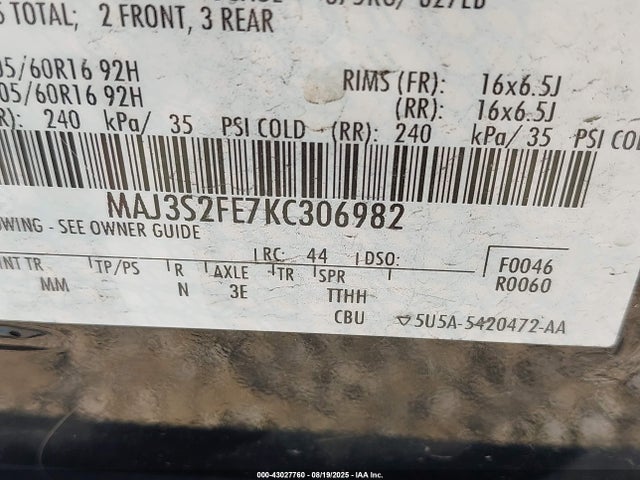 S TOTAL; 2 FRONT, 3 REAR
05/60R16 92H RIMS (FR): 16x6.5J
05/60R16 92H (RR): 16x6.5J
R): 240 kPa/ 35 PSI COLD (RR): 240 kPa/ 35 PSI COL
MAJ3S2FE7KC306982
OWING - SEE OWNER GUIDE
RC: 44 DSO:
INT TR TP/PS R AXLE TR SPR F0046
MM N 3E TTHH R0060
CBU 5U5A-5420472-AA
000-43027760 - 08/19/2025 - IAA Inc.